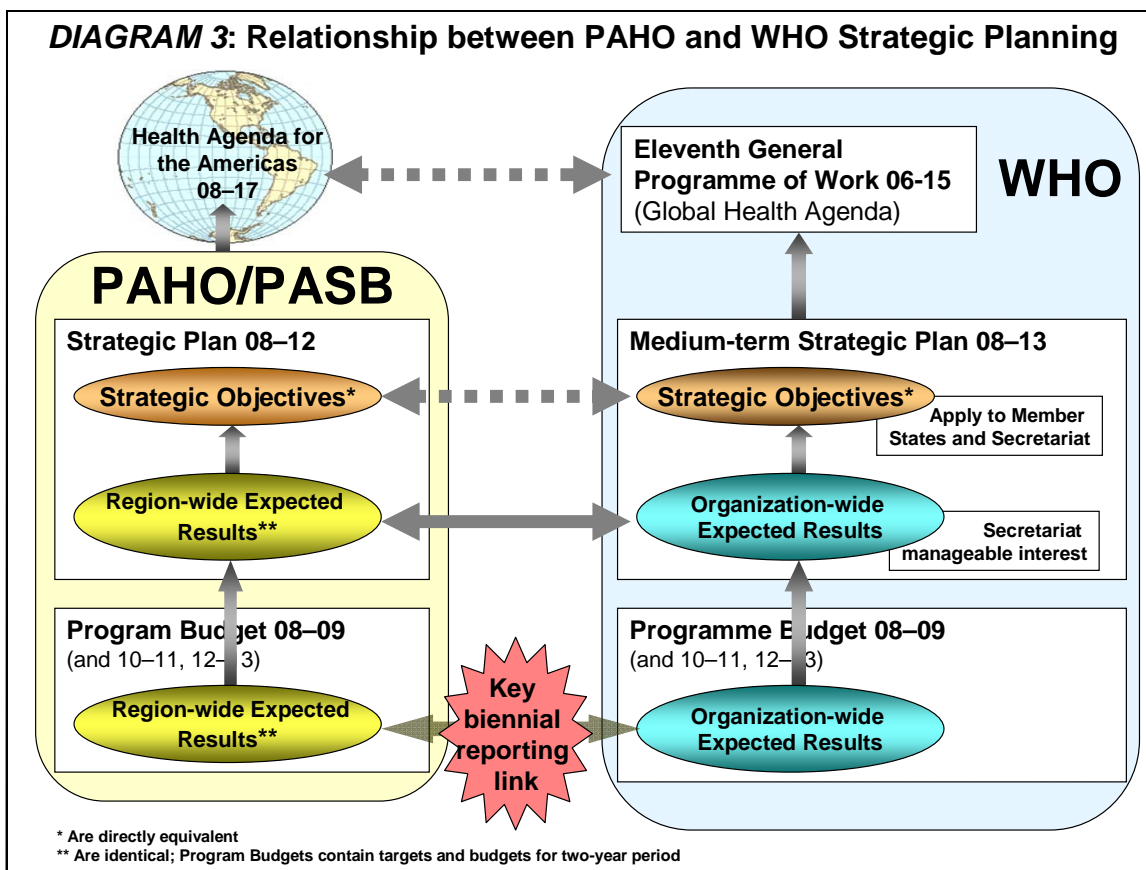 DIAGRAM 3: Relationship between PAHO and WHO Strategic Planning
Health Agenda for
the Americas
08–17
Eleventh General
Programme of Work 06-15
(Global Health Agenda)
WHO
PAHO/PASB
Strategic Plan 08–12
Strategic Objectives*
Region-wide Expected
Results**
Medium-term Strategic Plan 08–13
Strategic Objectives*
Apply to Member
States and Secretariat
Organization-wide
Expected Results
Secretariat
manageable interest
Program Budget 08–09
(and 10–11, 12–13)
Region-wide Expected
Results**
Key
biennial
reporting
link
Programme Budget 08–09
(and 10–11, 12–13)
Organization-wide
Expected Results
* Are directly equivalent
** Are identical; Program Budgets contain targets and budgets for two-year period